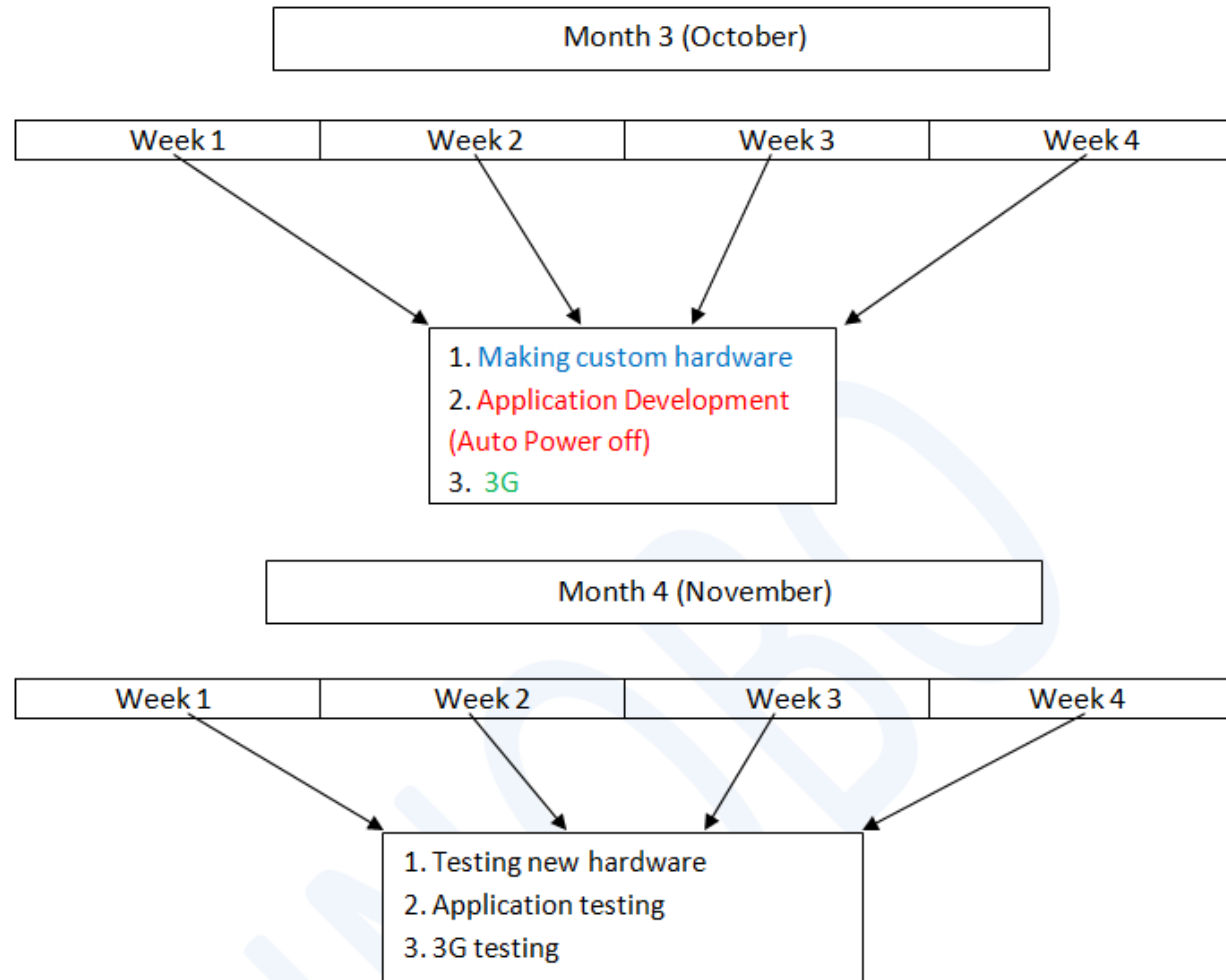 Month 3 (October)
Week 1 Week 2 Week 3 Week 4
1. Making custom hardware
2. Application Development
(Auto Power off)
3. 3G
Month 4 (November)
Week 1 Week 2 Week 3 Week 4
1. Testing new hardware
2. Application testing
3. 3G testing